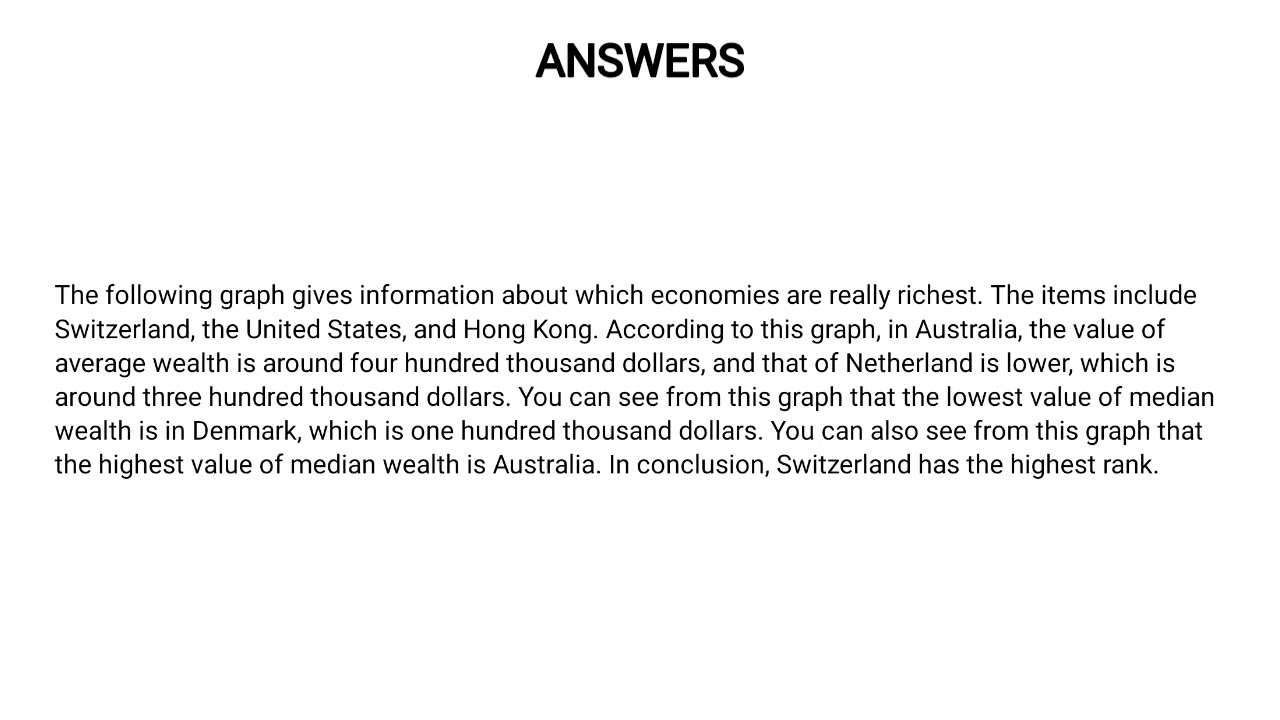 ANSWERS
The following graph gives information about which economies are really richest. The items include
Switzerland, the United States, and Hong Kong. According to this graph, in Australia, the value of
average wealth is around four hundred thousand dollars, and that of Netherland is lower, which is
around three hundred thousand dollars. You can see from this graph that the lowest value of median
wealth is in Denmark, which is one hundred thousand dollars. You can also see from this graph that
the highest value of median wealth is Australia. In conclusion, Switzerland has the highest rank.